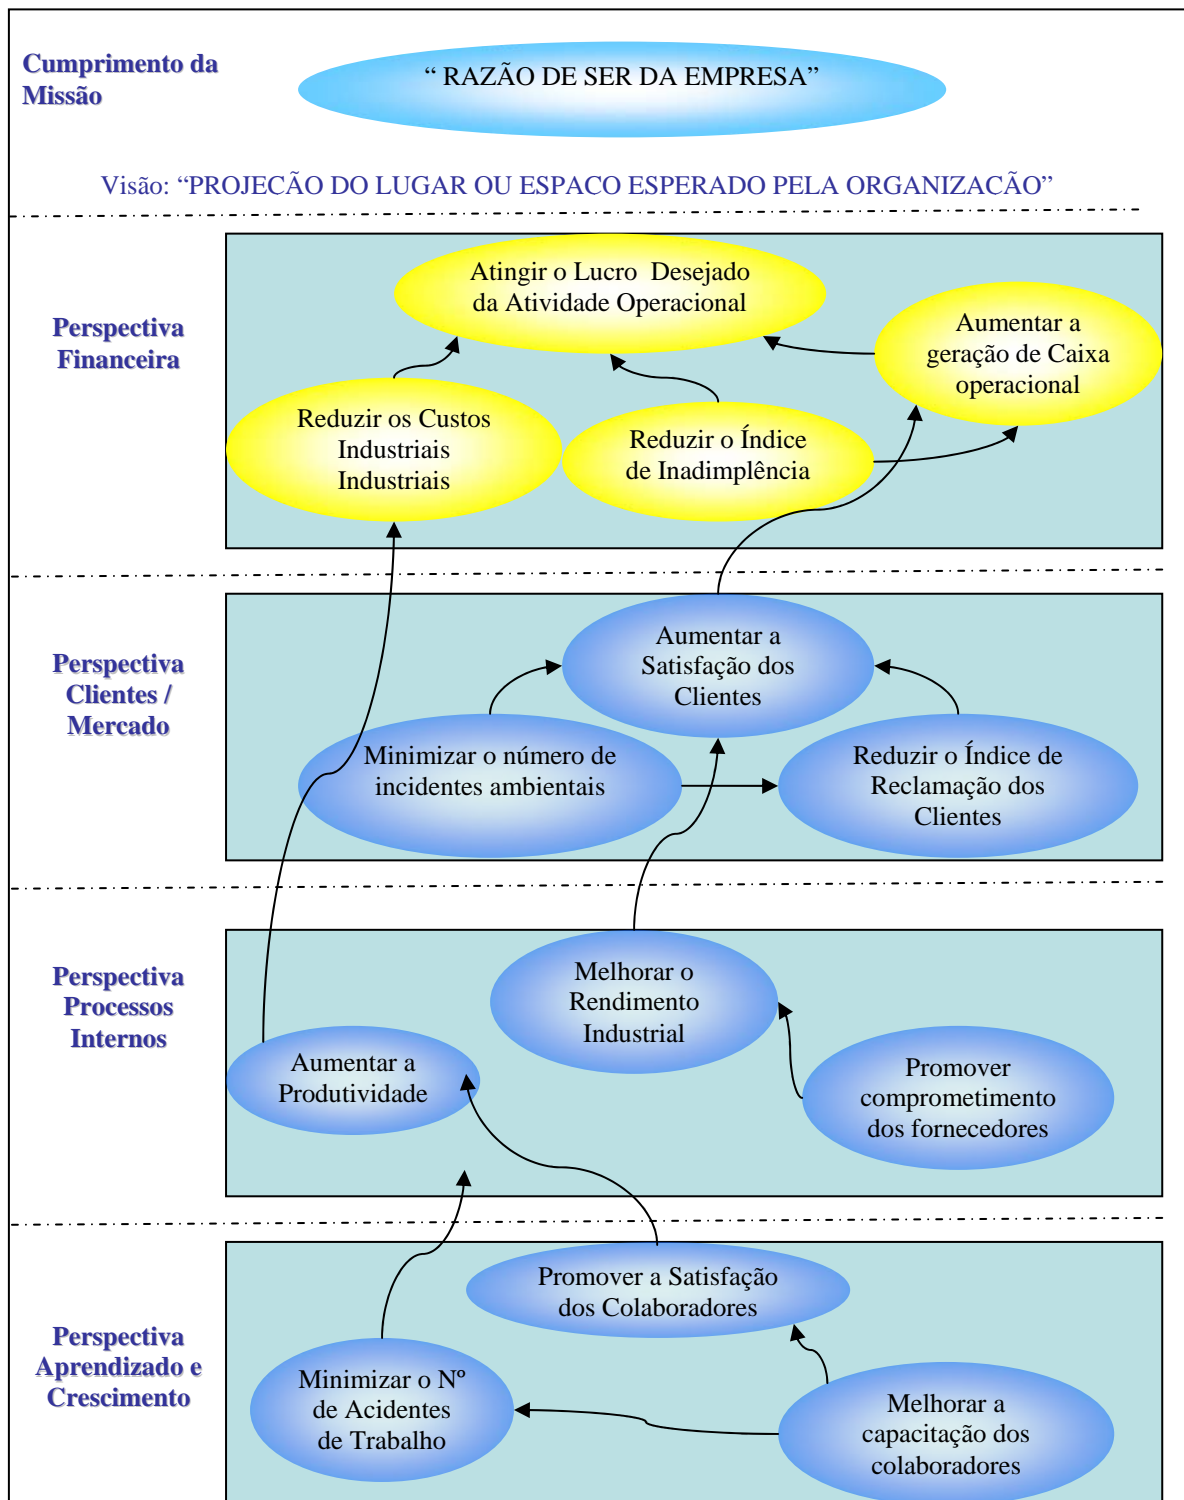 Cumprimento da
Missão
“ RAZÃO DE SER DA EMPRESA”
Visão: “PROJECÃO DO LUGAR OU ESPACO ESPERADO PELA ORGANIZACÃO”
Perspectiva
Financeira
Atingir o Lucro Desejado
da Atividade Operacional
Aumentar a
geração de Caixa
operacional
Reduzir os Custos
Industriais
Industriais
Reduzir o Índice
de Inadimplência
Perspectiva
Clientes /
Mercado
Aumentar a
Satisfação dos
Clientes
Minimizar o número de
incidentes ambientais
Reduzir o Índice de
Reclamação dos
Clientes
Perspectiva
Processos
Internos
Melhorar o
Rendimento
Industrial
Aumentar a
Produtividade
Promover
comprometimento
dos fornecedores
Perspectiva
Aprendizado e
Crescimento
Promover a Satisfação
dos Colaboradores
Minimizar o Nº
de Acidentes
de Trabalho
Melhorar a
capacitação dos
colaboradores